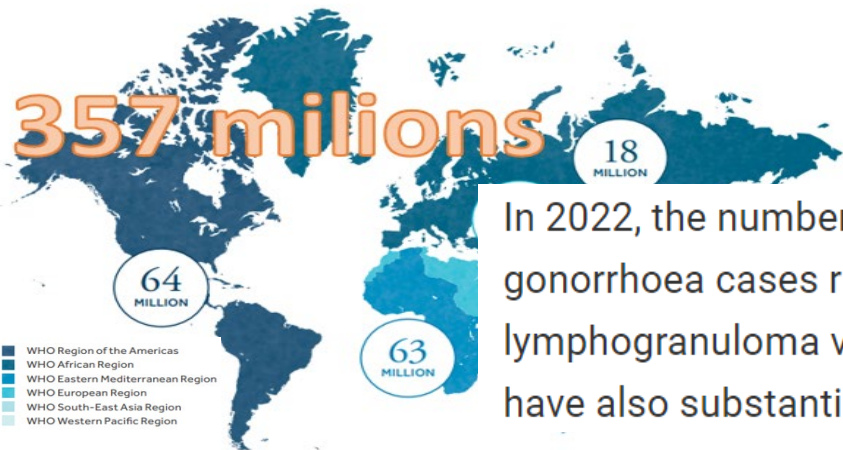 357 milions
18
MILLION
In 2022, the number
gonorrhoea cases
64
MILLION
lymphogranuloma
63
MILLION
have also
WHO Region of the Americas
WHO African Region
WHO Eastern Mediterranean Region
WHO European Region
WHO South-East Asia Region
WHO Western Pacific Region